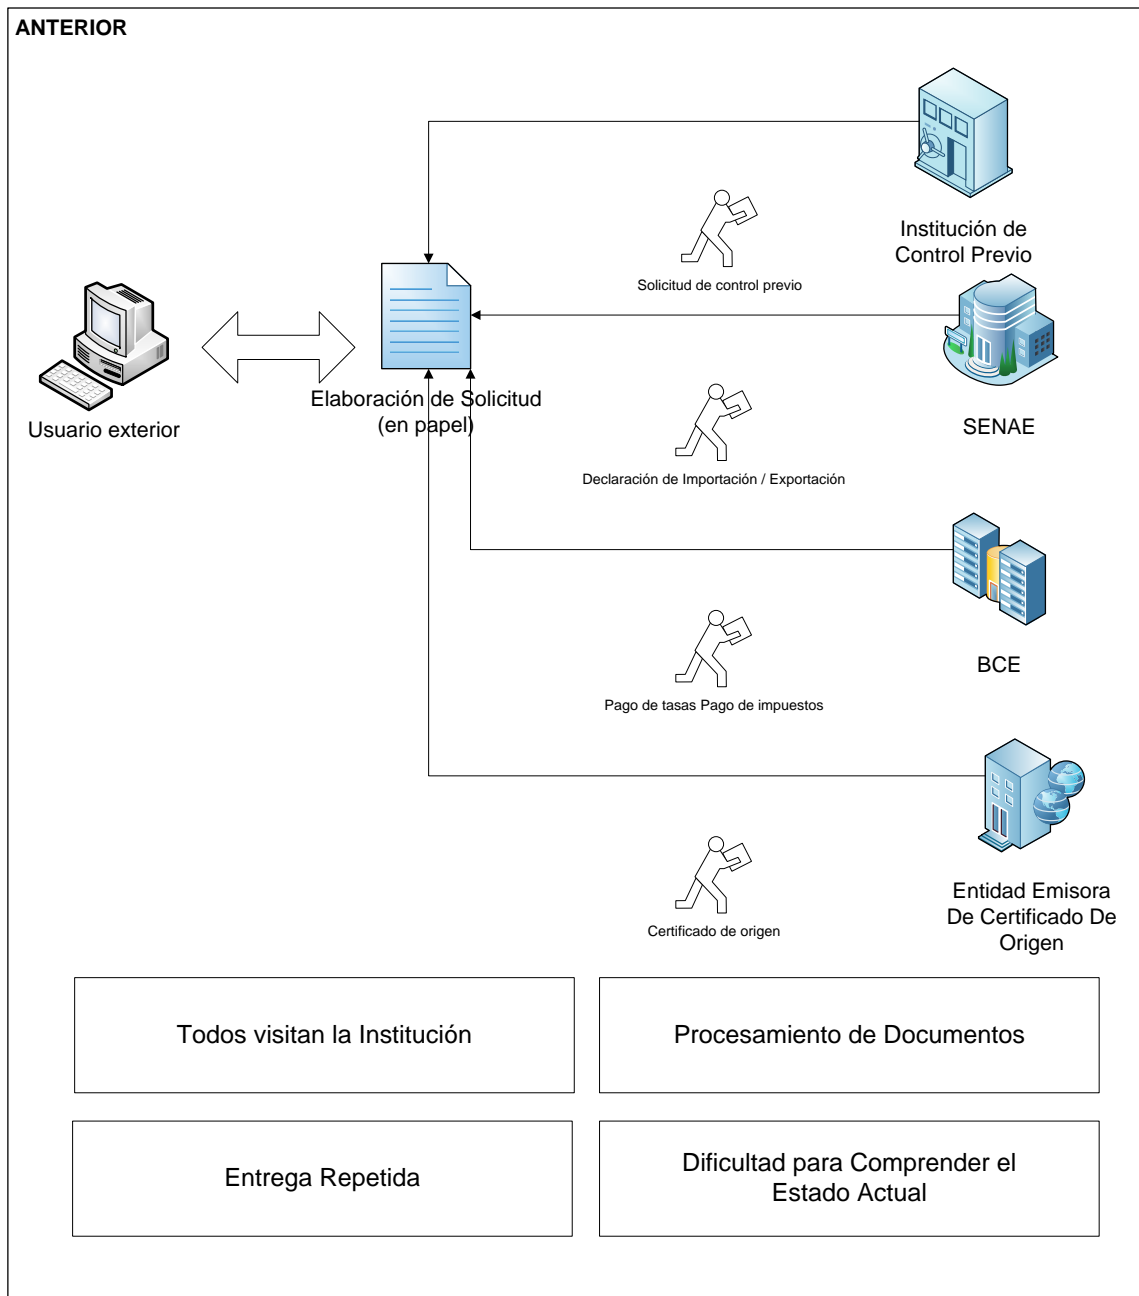 ANTERIOR
Institución de
Control Previo
Solicitud de control previo
Usuario exterior
Elaboración de Solicitud
(en papel)
SENAE
Declaración de Importación / Exportación
BCE
Pago de tasas Pago de impuestos
Entidad Emisora
De Certificado De
Origen
Certificado de origen
Todos visitan la Institución
Procesamiento de Documentos
Entrega Repetida
Dificultad para Comprender el
Estado Actual